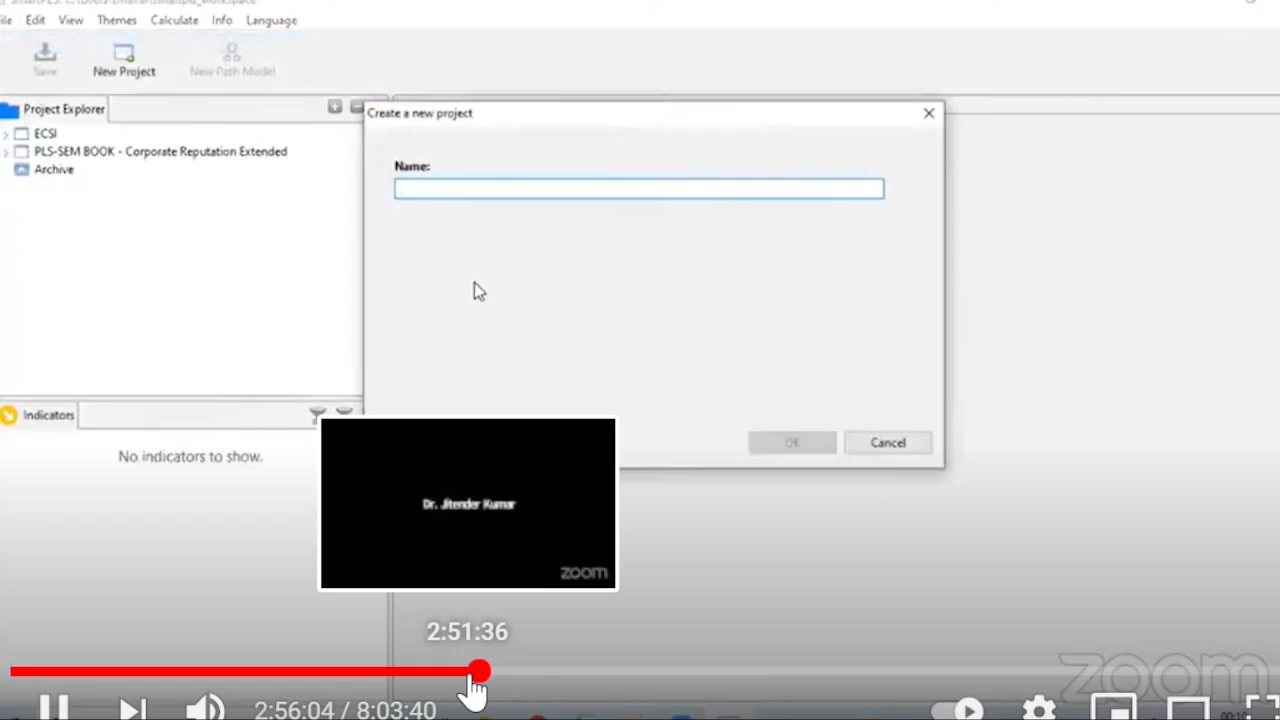 Edit View Themes Calculate Info Language
Save New Project New Path Model
Project Explorer
Create a new project
ECSI
PLS-SEM BOOK - Corporate Reputation Extended
Archive
Name:
OK Cancel
Indicators
No indicators to show.
Dr. Jitender Kumar
zoom
2:51:36
zoom
2:56:04 / 8:03:40